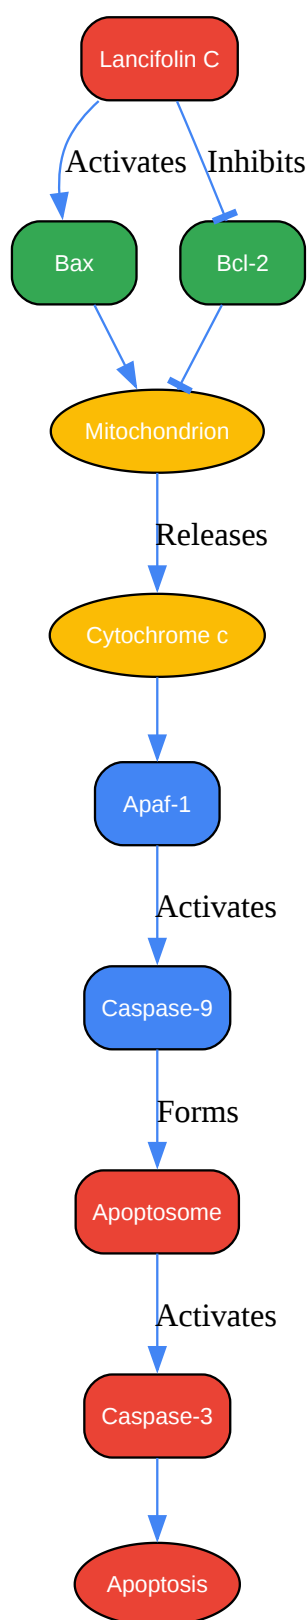 Lancifolin C
Activates
Inhibits
Bax
Bcl-2
Mitochondrion
Releases
Cytochrome c
Apaf-1
Activates
Caspase-9
Forms
Apoptosome
Activates
Caspase-3
Apoptosis